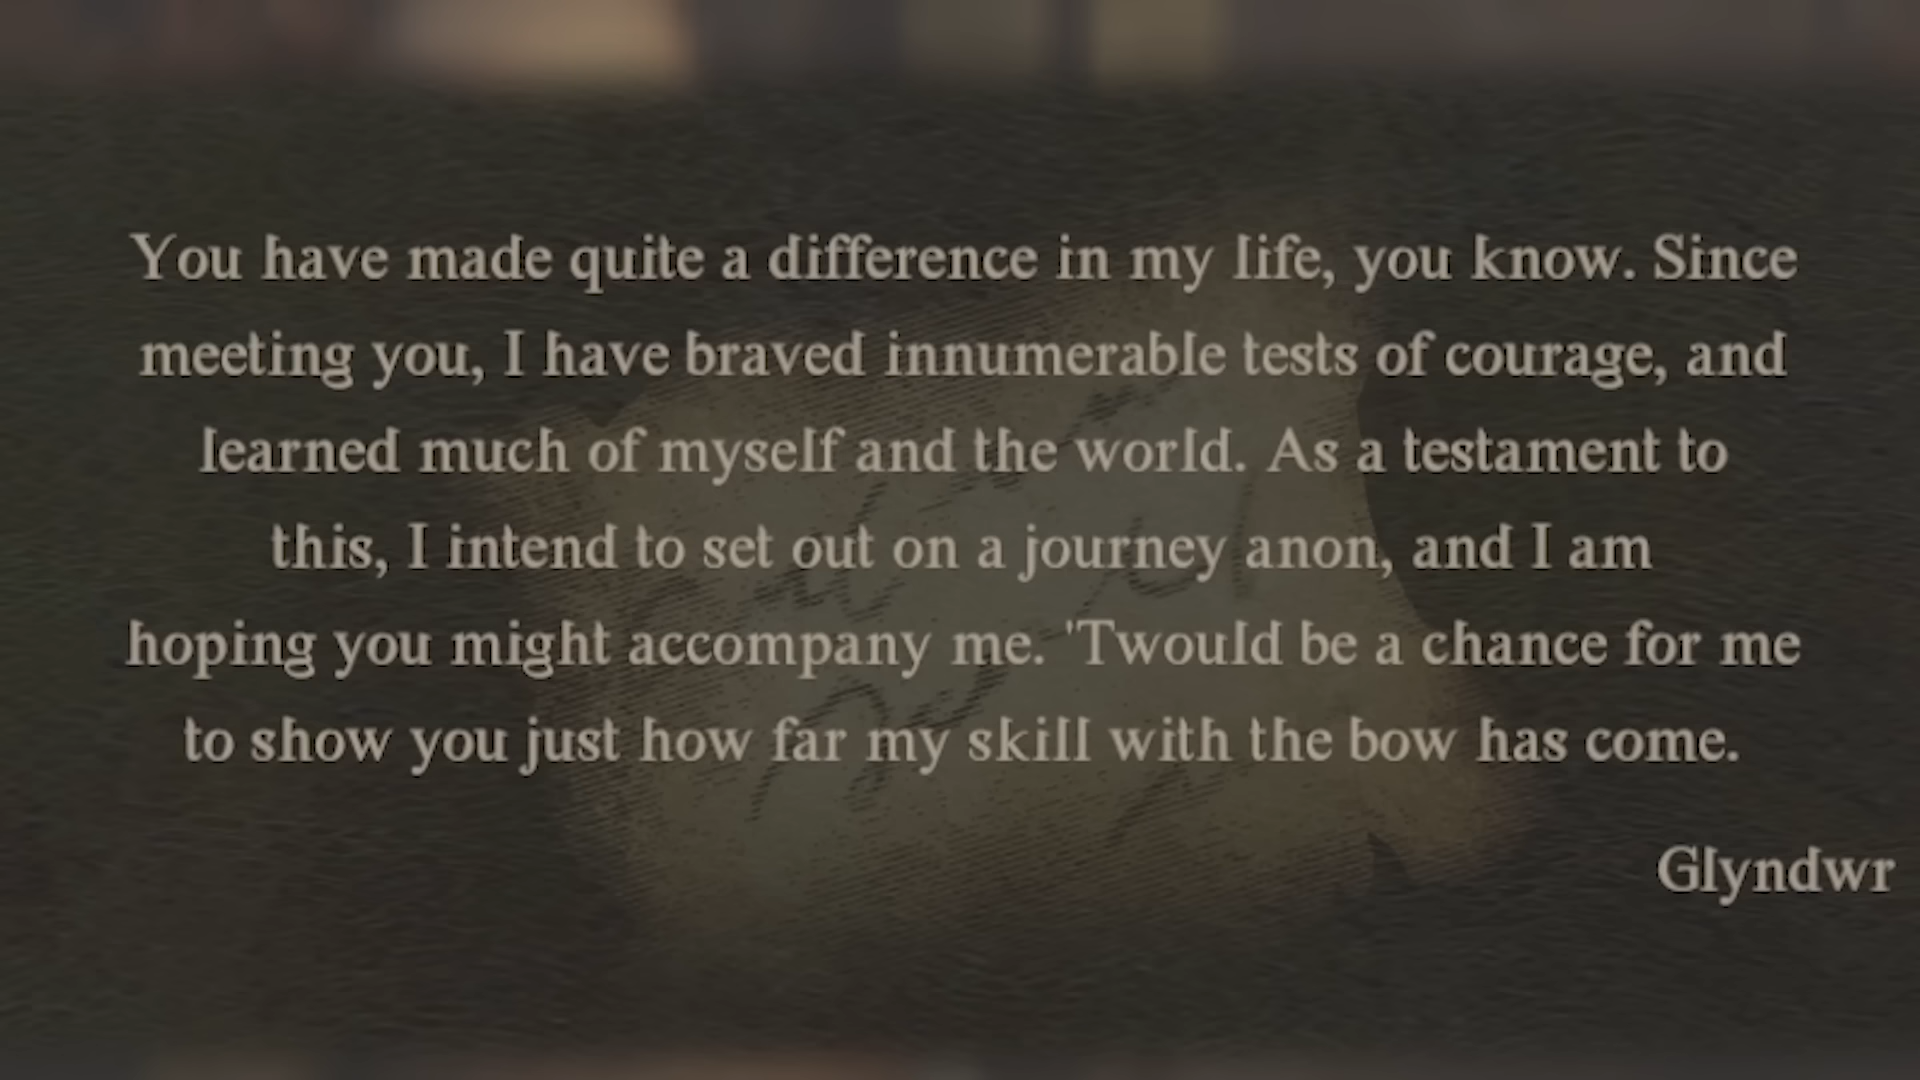 You have made quite a difference in my life, you know. Since
meeting you, I have braved innumerable tests of courage, and
learned much of myself and the world. As a testament to
this, I intend to set out on a journey anon, and I am
hoping you might accompany me. 'Twould be a chance for me
to show you just how far my skill with the bow has come.
Glyndwr